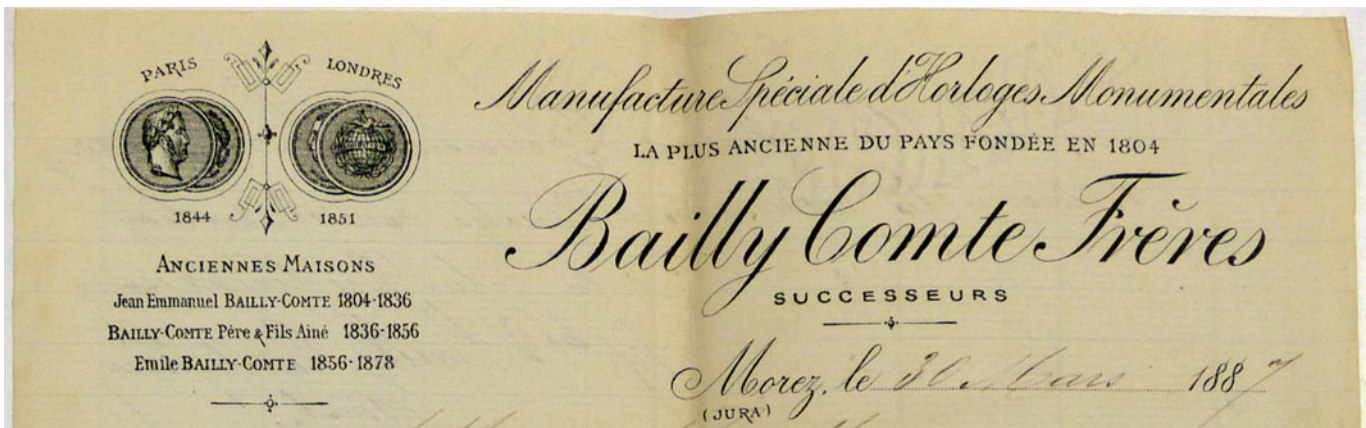 PARIS LONDRES
1844 1851
ANCIENNES MAISONS
Jean Emmanuel BAILLY-COMTE 1804-1836
BAILLY-COMTE Père & Fils Ainé 1836-1856
Emile BAILLY-COMTE 1856-1878
Manufacture Spéciale d'Horloges Monumentales
LA PLUS ANCIENNE DU PAYS FONDÉE EN 1804
Bailly Comte Frères
SUCCESSEURS
Morez, le 30 Mars 1887
(JURA)